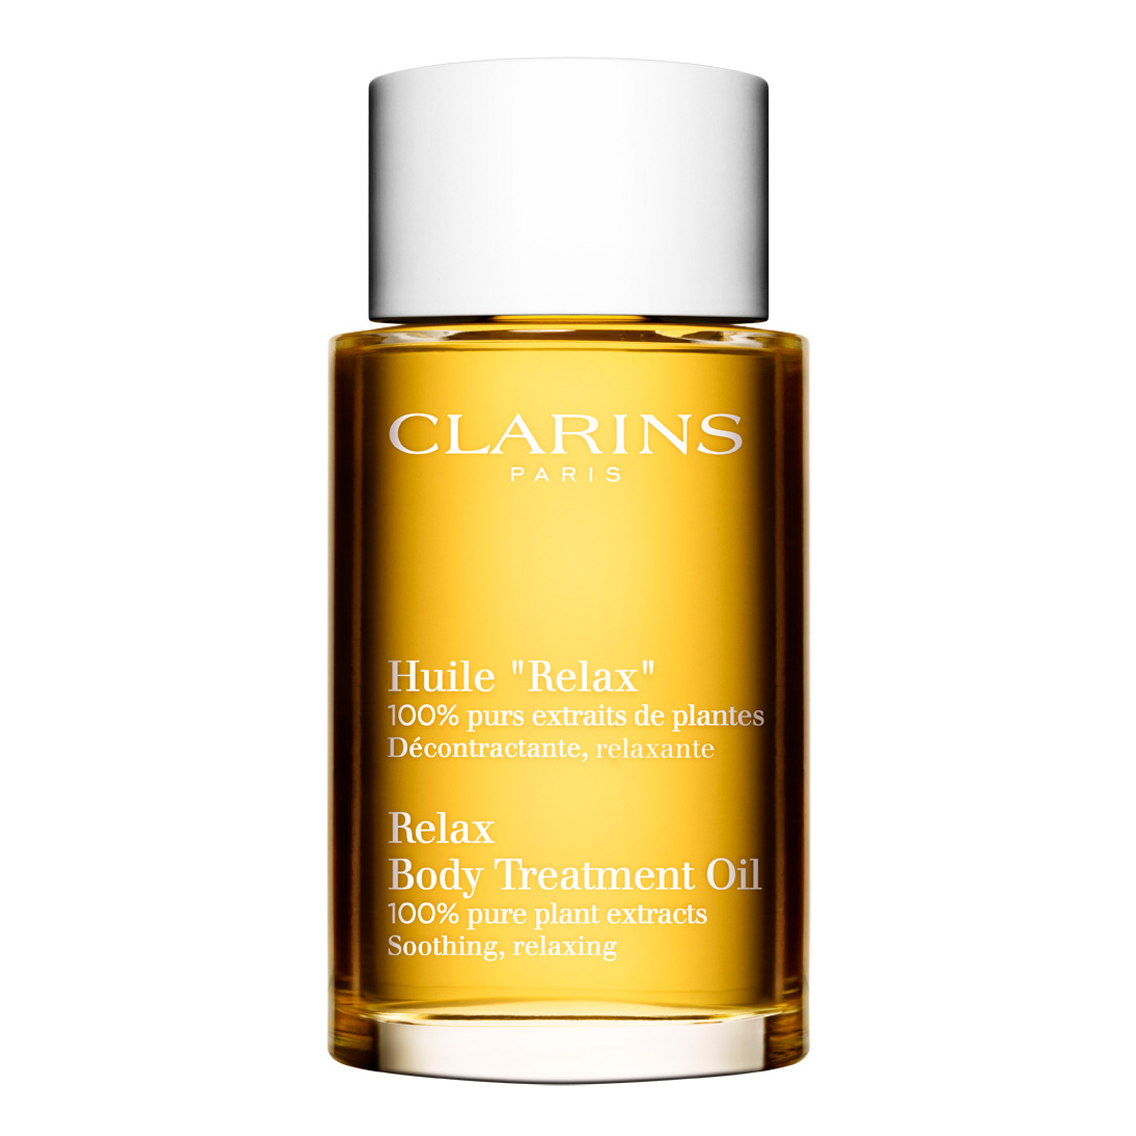 CLARINS
PARIS
Huile "Relax"
100% purs extraits de plantes
Décontractante, relaxante
Relax
Body Treatment Oil
100% pure plant extracts
Soothing, relaxing